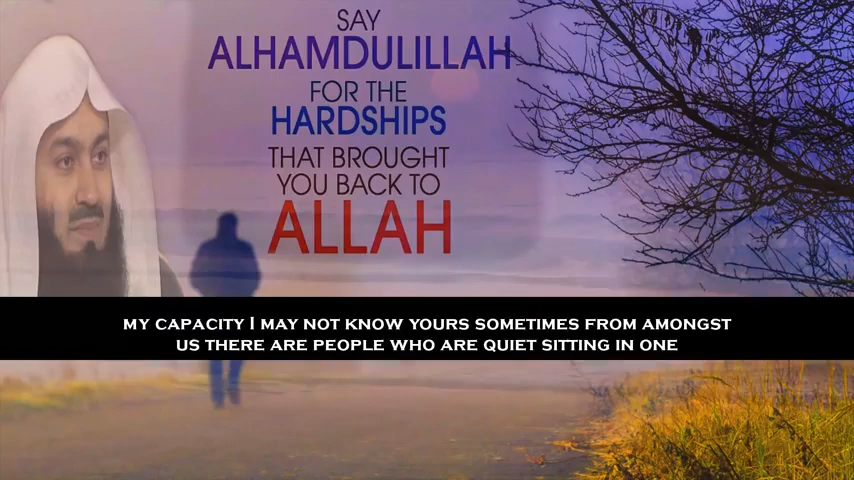 SAY
ALHAMDULILLAH
FOR THE
HARDSHIPS
THAT BROUGHT
YOU BACK TO
ALLAH
MY CAPACITY I MAY NOT KNOW YOURS SOMETIMES FROM AMONGST
US THERE ARE PEOPLE WHO ARE QUIET SITTING IN ONE